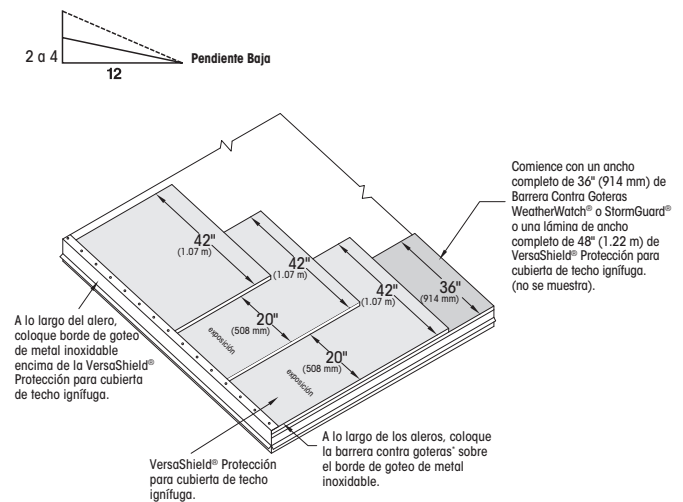 2 a 4
12
Pendiente Baja
Comience con un ancho
completo de 36" (914 mm) de
Barrera Contra Goteras
WeatherWatch® o StormGuard®
o una lámina de ancho
completo de 48" (1.22 m) de
VersaShield® Protección para
cubierta de techo ignífuga.
(no se muestra).
42"
(1.07 m)
42"
(1.07 m)
42"
(1.07 m)
36"
(914 mm)
20"
(508 mm)
exposición
20"
(508 mm)
exposición
A lo largo del alero,
coloque borde de goteo
de metal inoxidable
encima de la VersaShield®
Protección para cubierta
de techo ignífuga.
VersaShield® Protección
para cubierta de techo
ignífuga.
A lo largo de los aleros, coloque
la barrera contra goteras* sobre
el borde de goteo de metal
inoxidable.